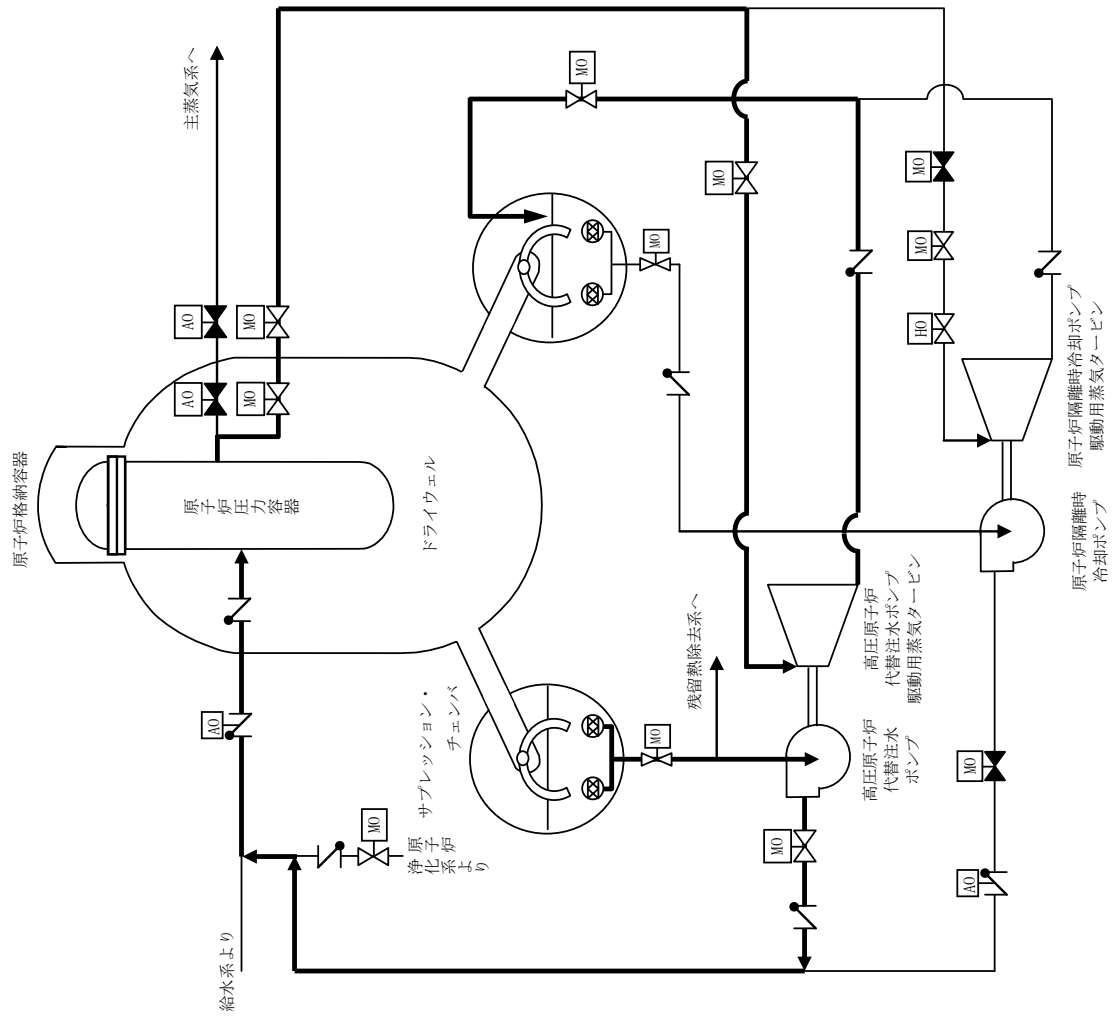 主蒸気系へ
MO
MO
AO
MO
MO
MO
AO
MO
MO
HO
原子炉格納容器
原子炉圧力容器
ドライウェル
原子炉隔離時冷却ポンプ
駆動用蒸気タービン
原子炉隔離時
冷却ポンプ
高圧原子炉
代替注水ポンプ
駆動用蒸気タービン
残留熱除去系へ
サプレッション・
チェンバ
AO
MO
高圧原子炉
代替注水
ポンプ
MO
MO
原子炉
浄化系より
MO
AO
給水系より